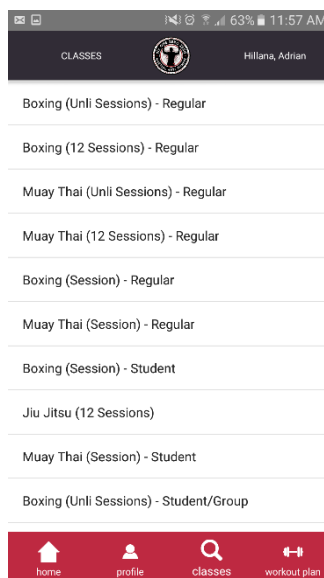 63% 11:57 AM
CLASSES
Hillana, Adrian
Boxing (Unli Sessions) - Regular
Boxing (12 Sessions) - Regular
Muay Thai (Unli Sessions) - Regular
Muay Thai (12 Sessions) - Regular
Boxing (Session) - Regular
Muay Thai (Session) - Regular
Boxing (Session) - Student
Jiu Jitsu (12 Sessions)
Muay Thai (Session) - Student
Boxing (Unli Sessions) - Student/Group
home profile classes workout plan